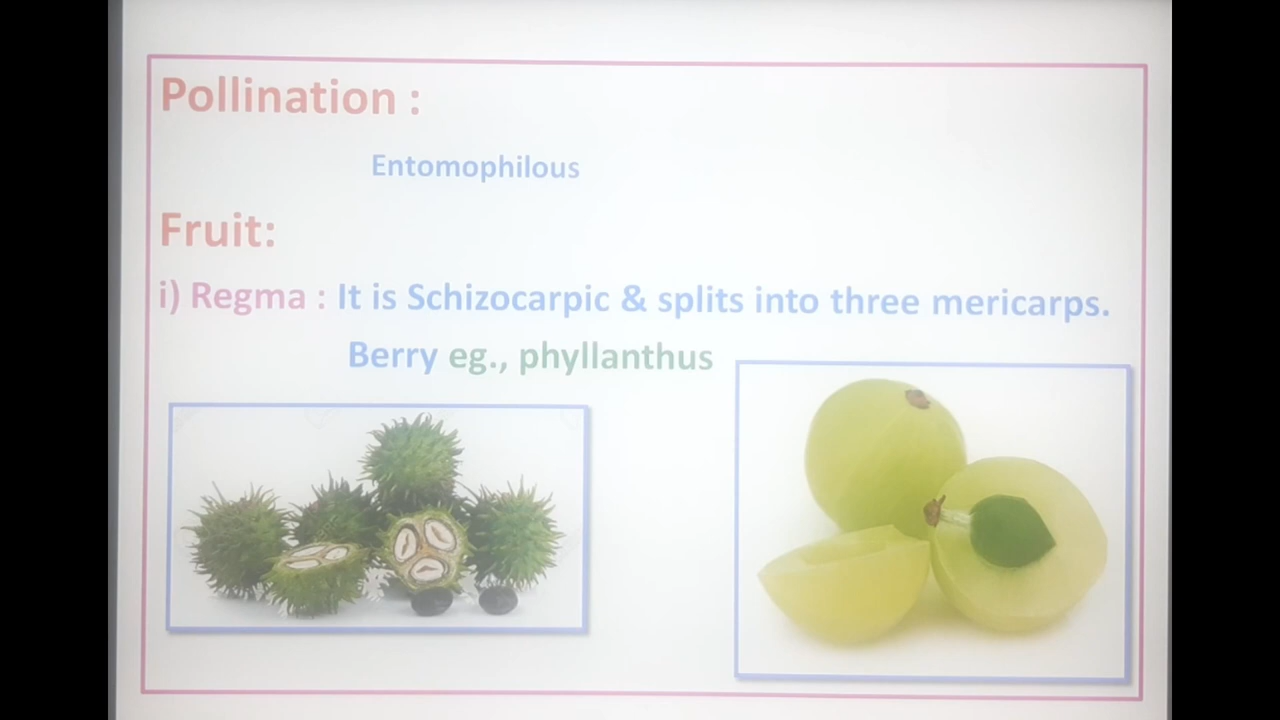 Pollination :
Entomophilous
Fruit:
i) Regma : It is Schizocarpic & splits into three mericarps.
Berry eg., phyllanthus